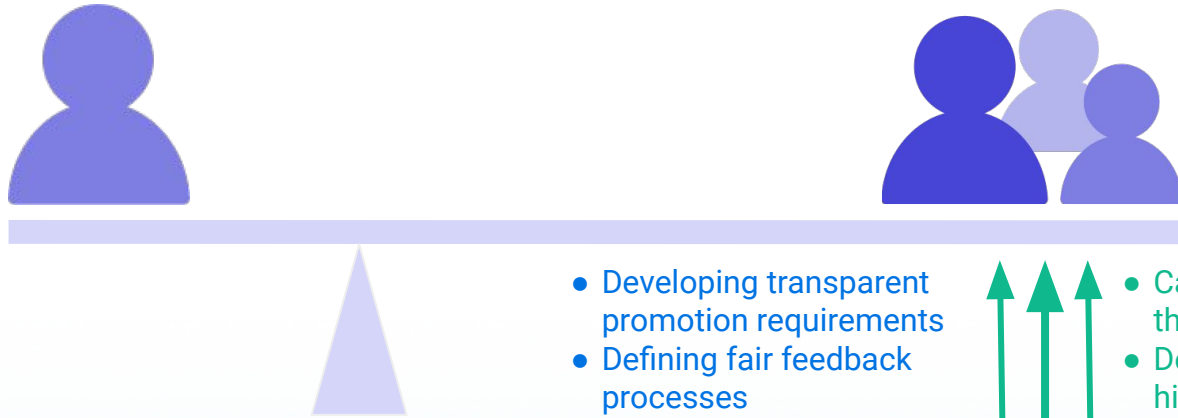 ● Developing transparent
promotion requirements
● Defining fair feedback
processes